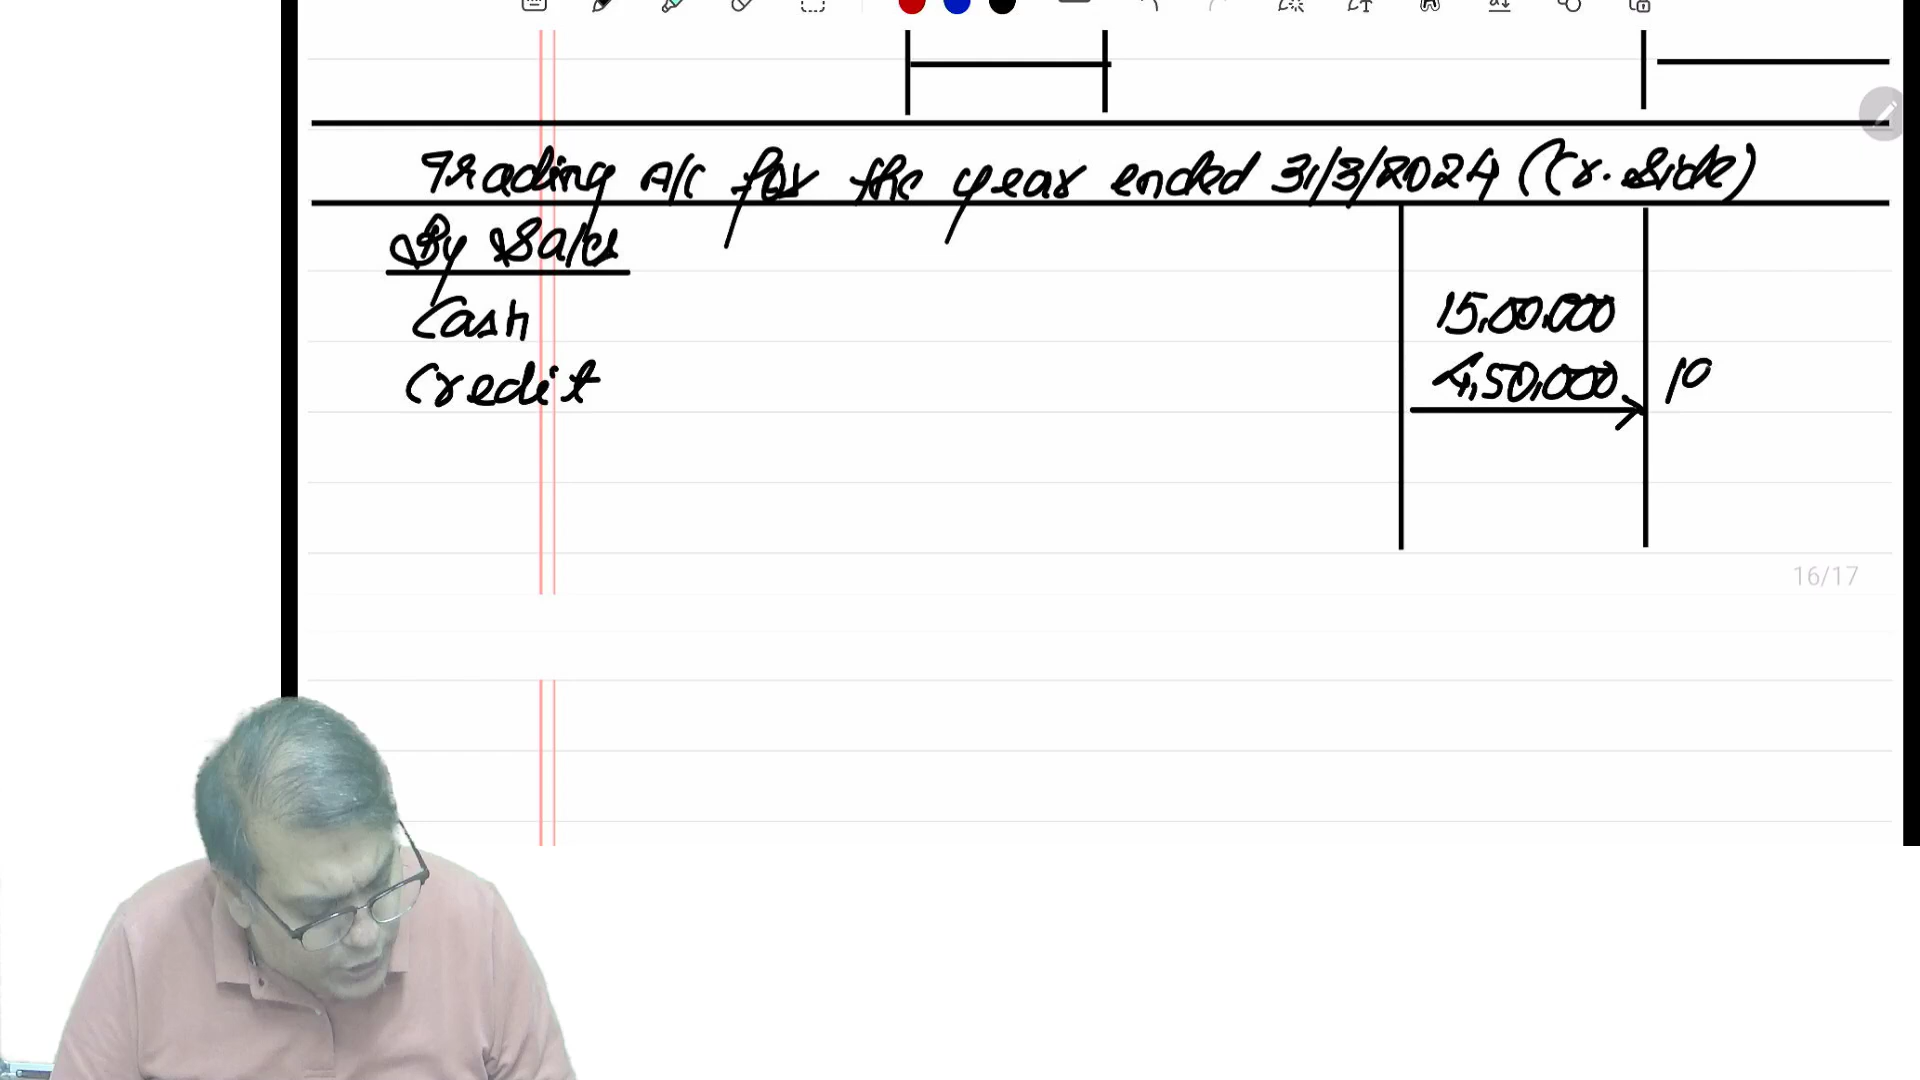 Trading A/C for the year ended 31/3/2024 (Cr. Side)
By Sales
Cash 15,00,000
Credit 4,50,000 10
16/17